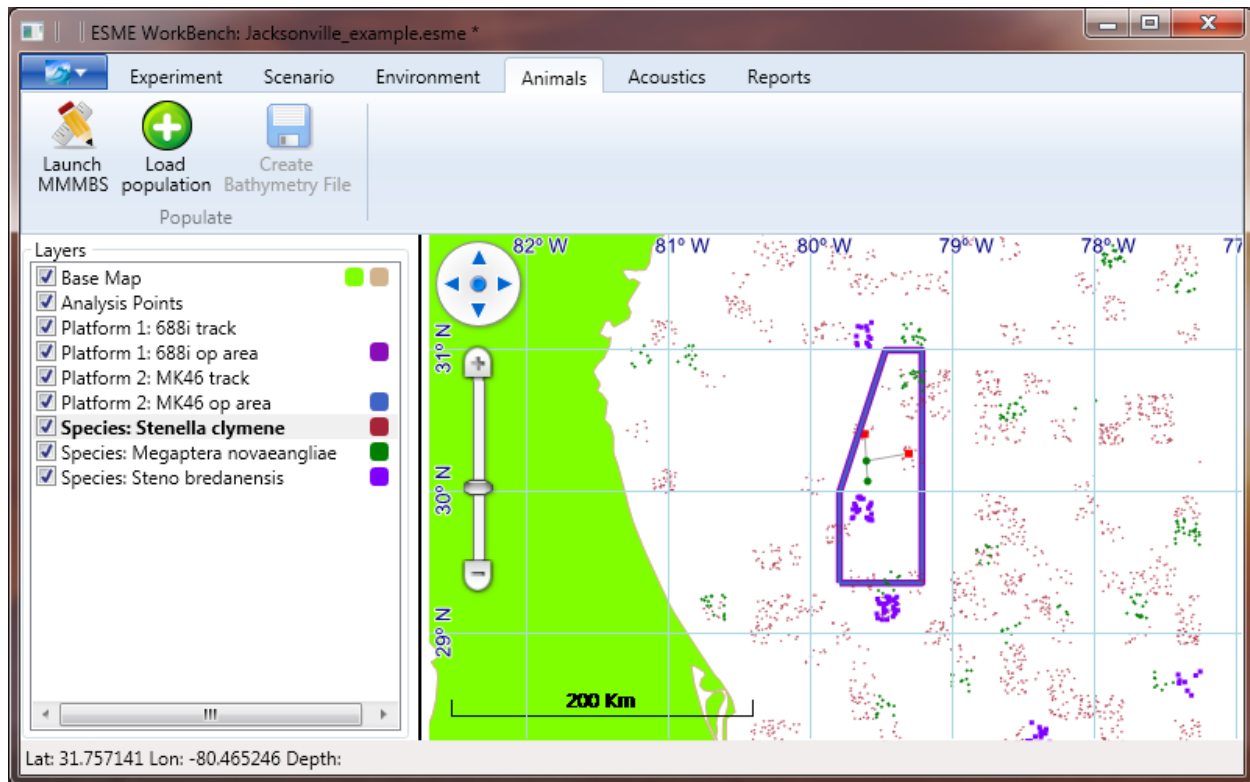 ESME WorkBench: Jacksonville_example.esme *
Experiment Scenario Environment Animals Acoustics Reports
Launch MMMBS
Load population
Create Bathymetry File
Populate
Layers
Base Map
Analysis Points
Platform 1: 688i track
Platform 1: 688i op area
Platform 2: MK46 track
Platform 2: MK46 op area
Species: Stenella clymene
Species: Megaptera novaeangliae
Species: Steno bredanensis
82° W 81° W 80° W 79° W 78° W 77
31° N
30° N
29° N
200 Km
Lat: 31.757141 Lon: -80.465246 Depth: